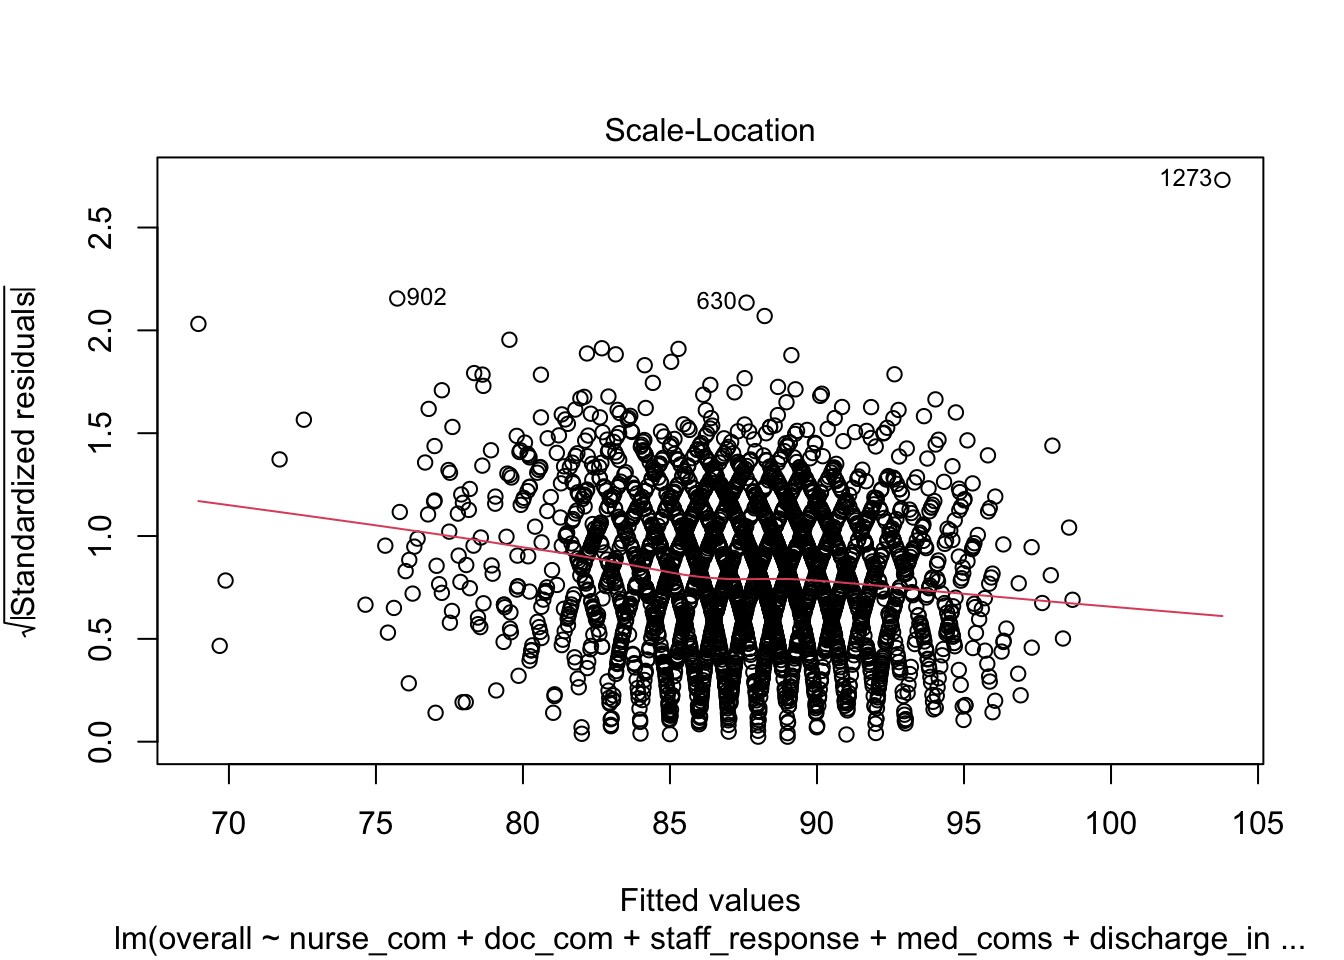 Scale-Location
1273
902
630
√|Standardized residuals|
0.0 0.5 1.0 1.5 2.0 2.5
70 75 80 85 90 95 100 105
Fitted values
lm(overall ~ nurse_com + doc_com + staff_response + med_coms + discharge_in ...